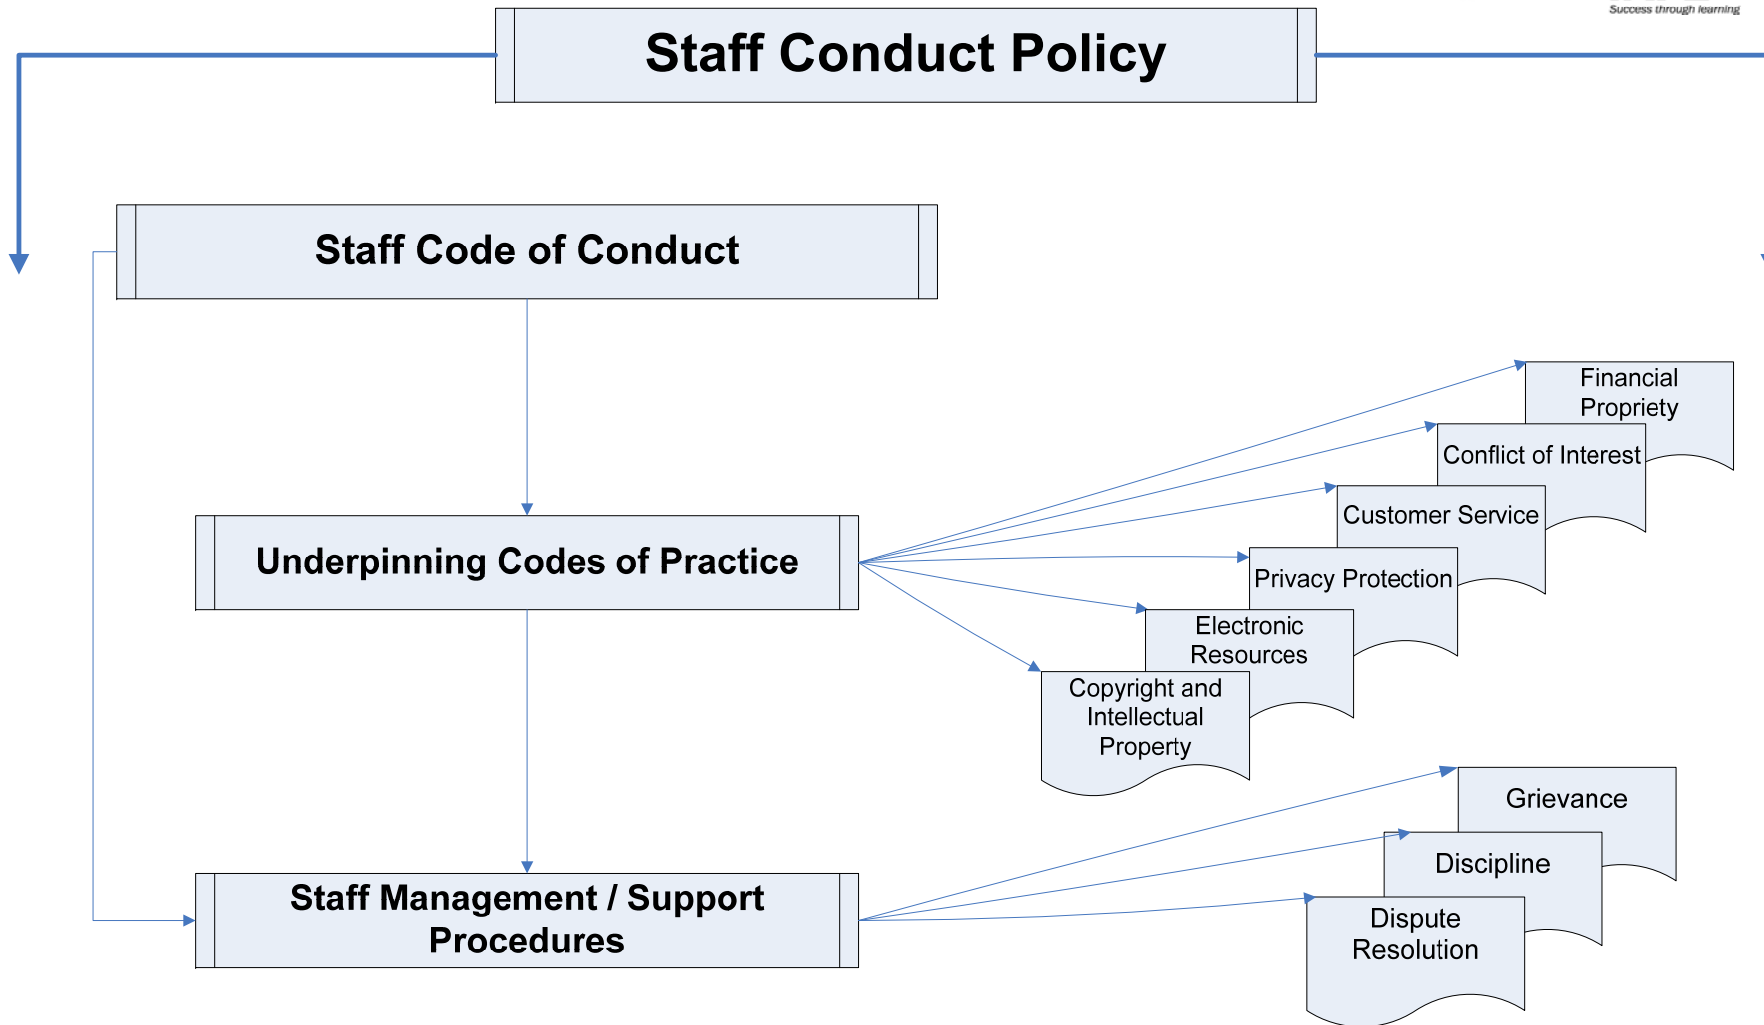 Success through learning
Staff Conduct Policy
Staff Code of Conduct
Financial
Propriety
Conflict of Interest
Customer Service
Underpinning Codes of Practice
Privacy Protection
Electronic
Resources
Copyright and
Intellectual
Property
Grievance
Discipline
Staff Management / Support
Procedures
Dispute
Resolution